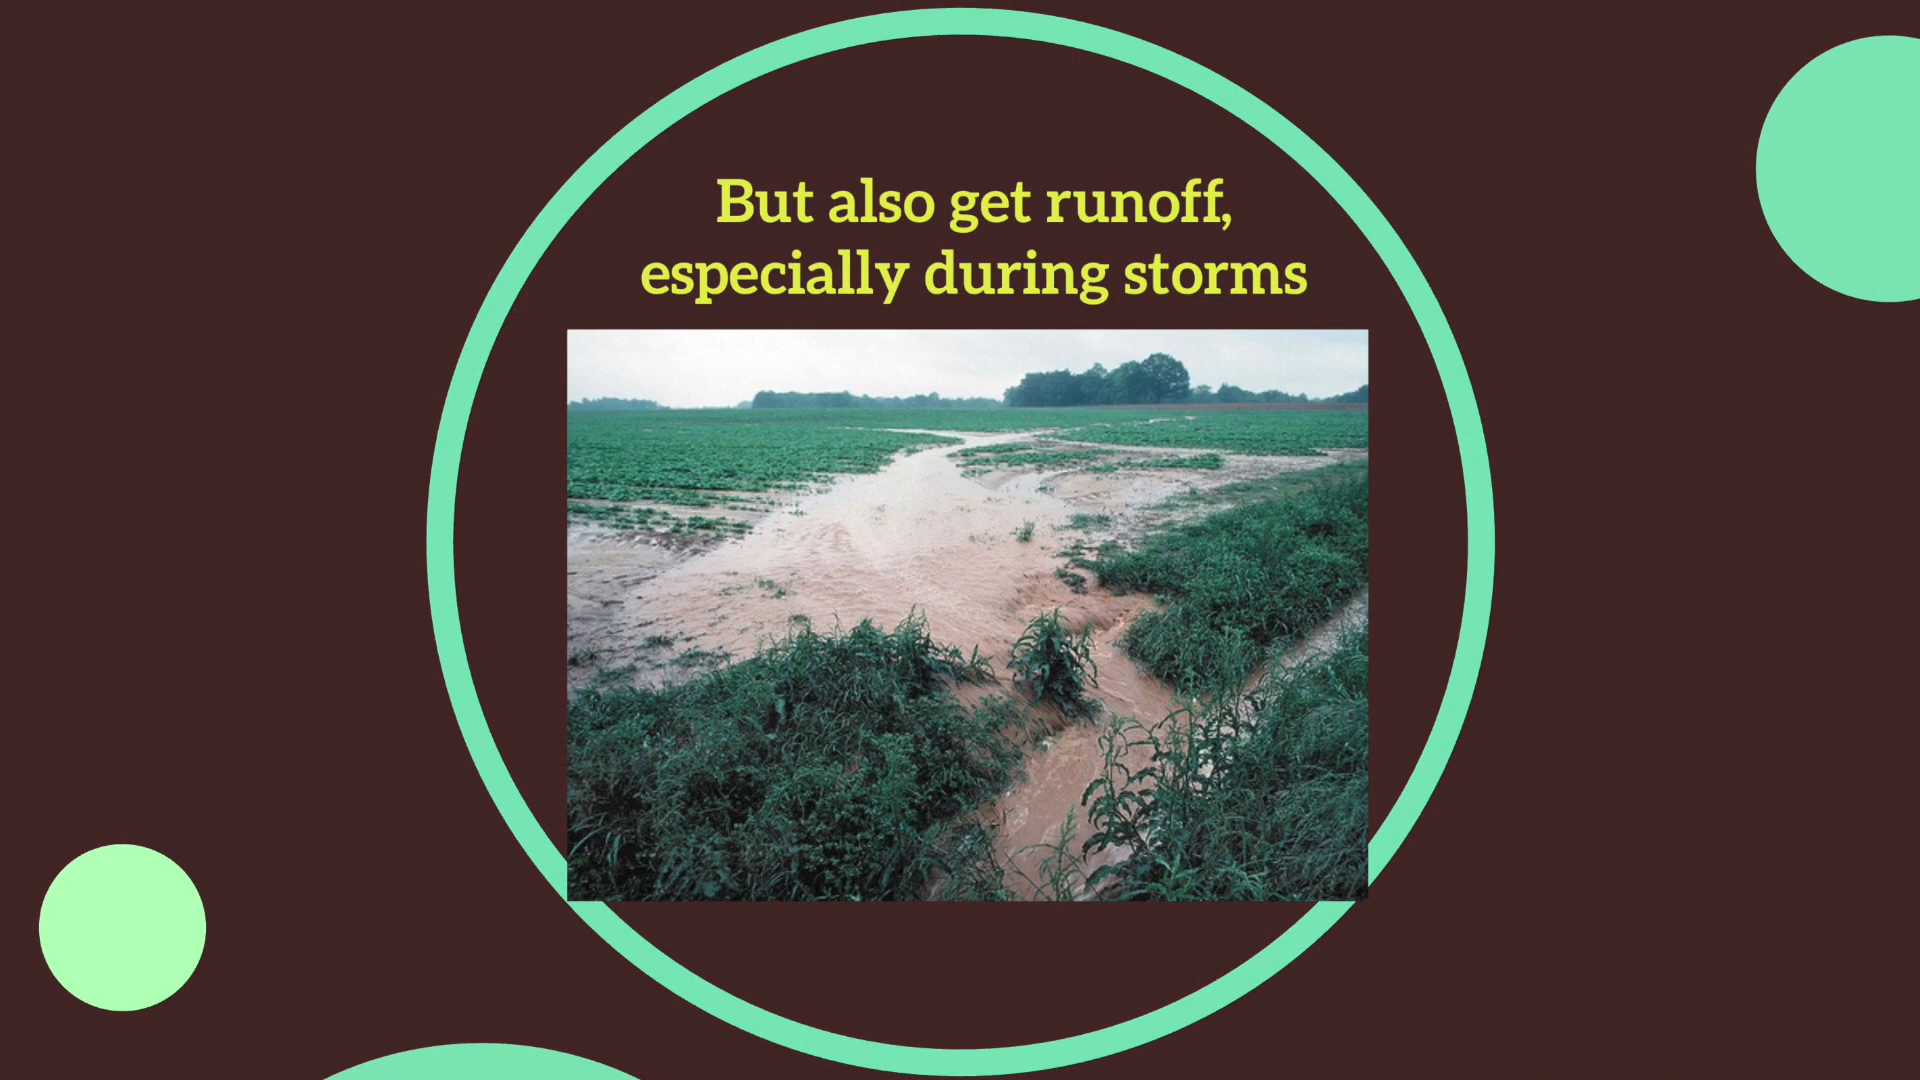 But also get runoff,
especially during storms